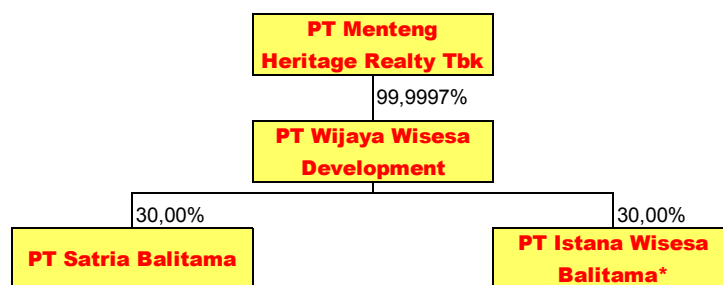 PT Menteng
Heritage Realty Tbk
99,9997%
PT Wijaya Wisesa
Development
30,00%
30,00%
PT Satria Balitama
PT Istana Wisesa
Balitama*